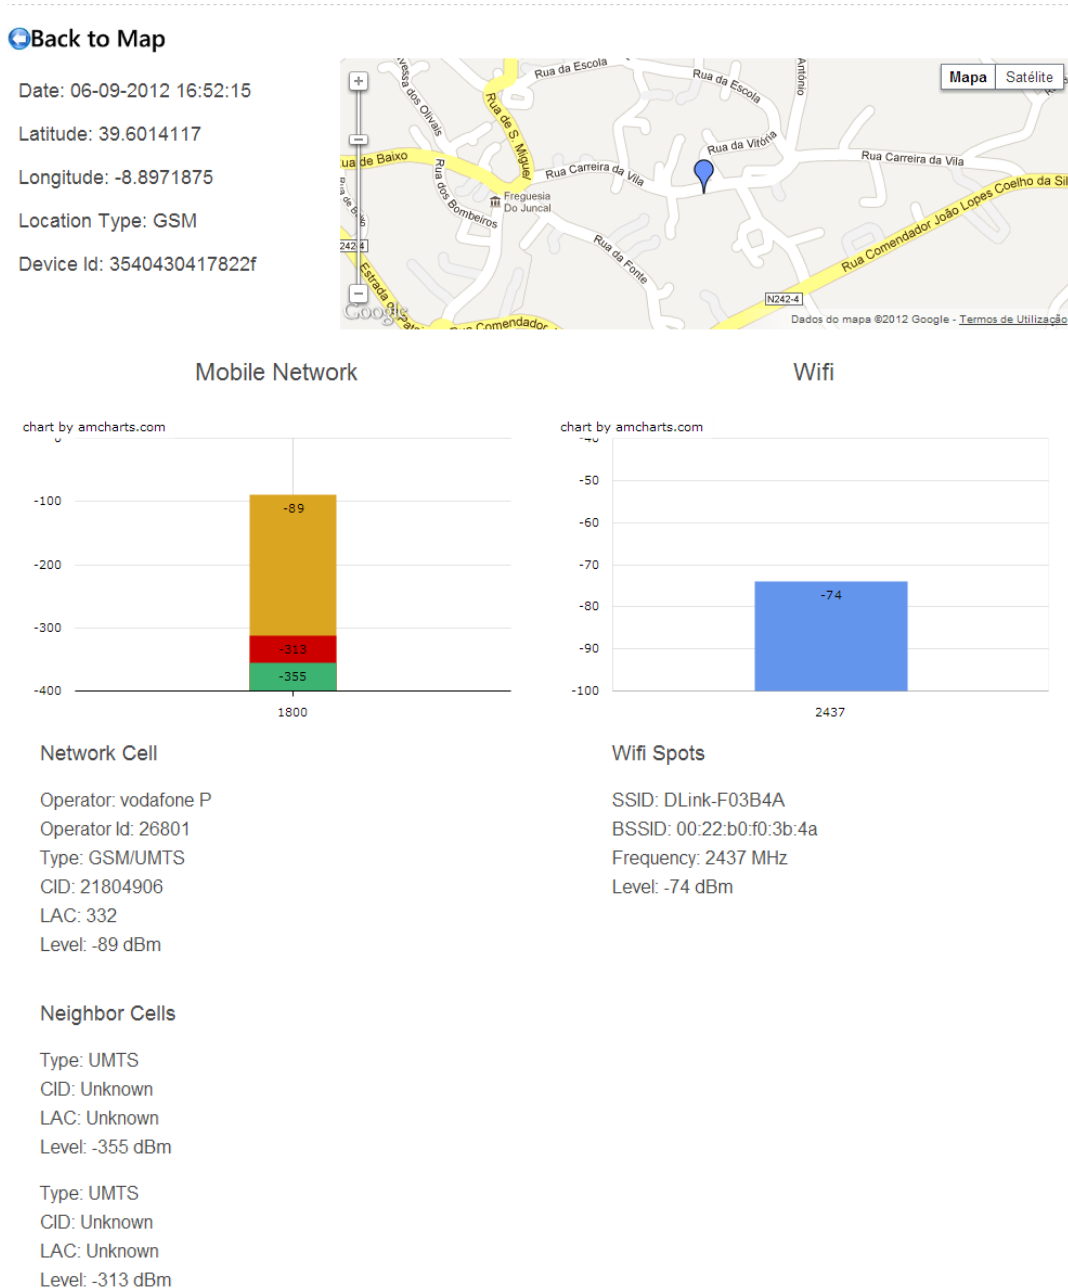 Back to Map
Date: 06-09-2012 16:52:15
Latitude: 39.6014117
Longitude: -8.8971875
Location Type: GSM
Device Id: 3540430417822f
Mapa
Satélite
Rua da Escola
Rua da Escola
António
dos Olivais
Rua de S. Miguel
Rua da Vitória
de Baixo
Rua Carreira da Vila
Rua Carreira da Vila
Rua dos Bombeiros
Freguesia
Do Juncal
Rua da Fonte
Rua Comendador João Lopes Coelho da
Estrada
N242-4
Comendador
Google
Dados do mapa ©2012 Google - Termos de Utilização
Mobile Network
Wifi
chart by amcharts.com
0
-100
-200
-300
-400
-89
-313
-355
1800
chart by amcharts.com
-40
-50
-60
-70
-80
-90
-100
-74
2437
Network Cell
Operator: vodafone P
Operator Id: 26801
Type: GSM/UMTS
CID: 21804906
LAC: 332
Level: -89 dBm
Wifi Spots
SSID: DLink-F03B4A
BSSID: 00:22:b0:f0:3b:4a
Frequency: 2437 MHz
Level: -74 dBm
Neighbor Cells
Type: UMTS
CID: Unknown
LAC: Unknown
Level: -355 dBm
Type: UMTS
CID: Unknown
LAC: Unknown
Level: -313 dBm